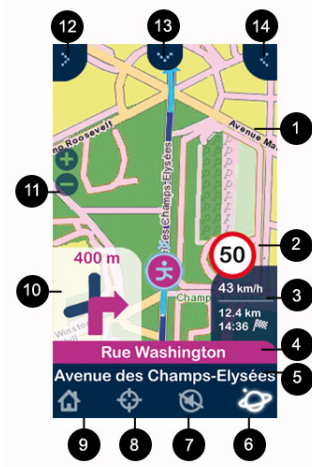 12
13
14
no Roosevelt
1
Avenue Ma
des Champs-Elysées
11
50
2
400 m
43 km/h
3
10
12.4 km
14:36
Champ
Winsto
4
Rue Washington
Avenue des Champs-Elysées
5
9
8
7
6